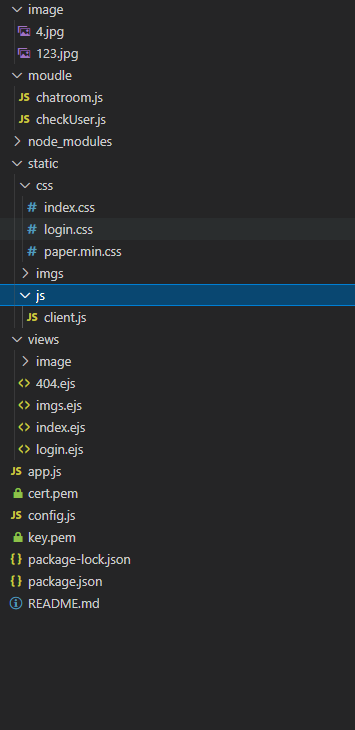 image
4.jpg
123.jpg
moudle
JS chatroom.js
JS checkUser.js
node_modules
static
css
# index.css
# login.css
# paper.min.css
imgs
js
JS client.js
views
image
<> 404.ejs
<> imgs.ejs
<> index.ejs
<> login.ejs
JS app.js
cert.pem
JS config.js
key.pem
{} package-lock.json
{} package.json
README.md